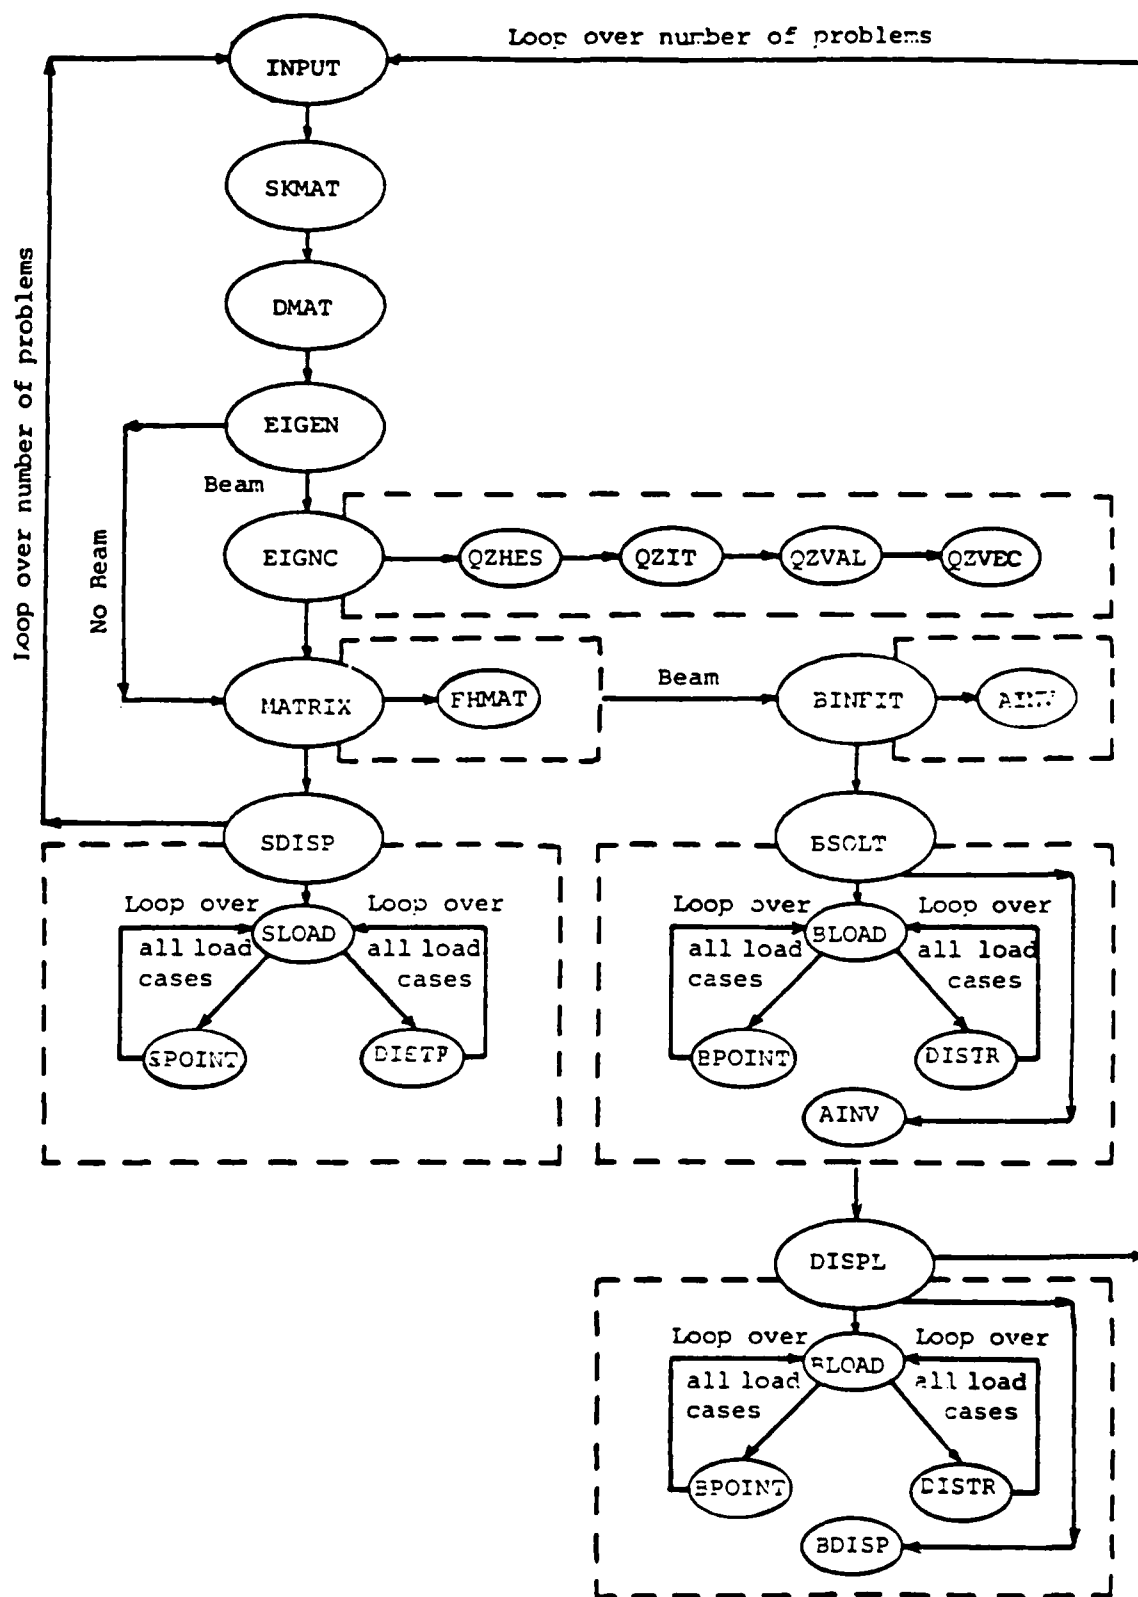 Loop over number of problems
INPUT
SKMAT
DMAT
Loop over number of problems
EIGEN
Beam
No Beam
EIGNC
QZHES
QZIT
QZVAL
QZVEC
MATRIX
FHMAT
Beam
BINFIT
AINV
SDISP
BSOLT
Loop over
all load
cases
SLOAD
Loop over
all load
cases
SPOINT
DISTR
Loop over
all load
cases
BLOAD
Loop over
all load
cases
BPOINT
DISTR
AINV
DISPL
Loop over
all load
cases
BLOAD
Loop over
all load
cases
BPOINT
DISTR
BDISP